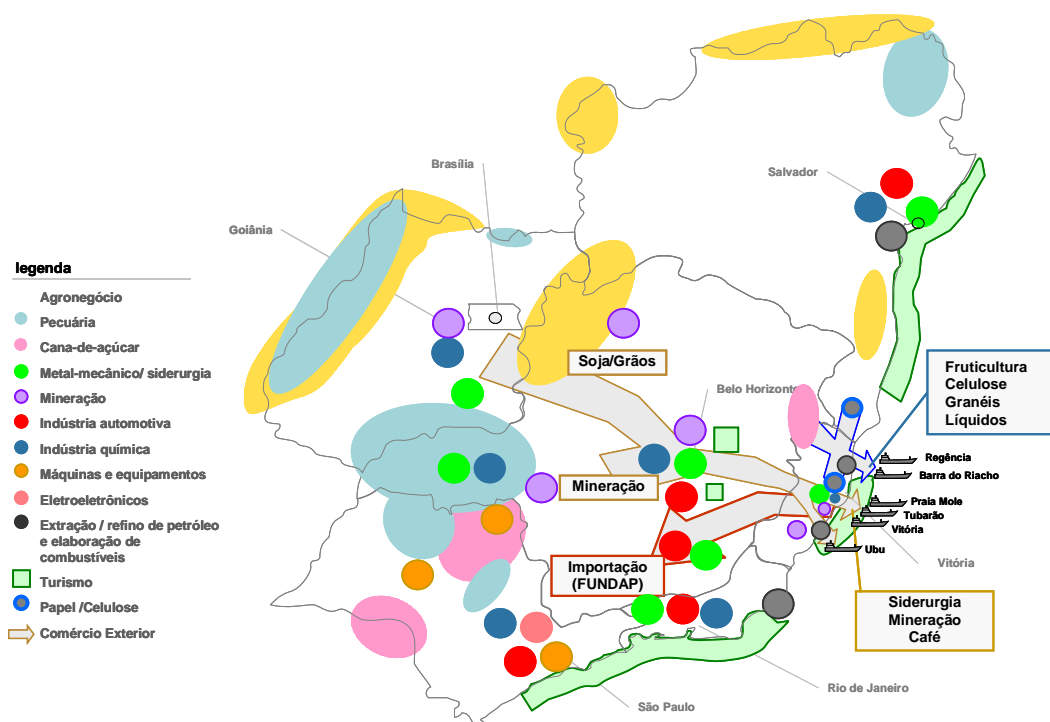 Brasília
Salvador
Goiânia
legenda
Agronegócio
Pecuária
Cana-de-açúcar
Metal-mecânico/ siderurgia
Mineração
Indústria automotiva
Indústria química
Máquinas e equipamentos
Eletroeletrônicos
Extração / refino de petróleo
e elaboração de
combustíveis
Turismo
Papel /Celulose
Comércio Exterior
Soja/Grãos
Belo Horizonte
Mineração
Importação
(FUNDAP)
Fruticultura
Celulose
Granéis
Líquidos
Regência
Barra do Riacho
Praia Mole
Tubarão
Vitória
Ubu
Vitória
Siderurgia
Mineração
Café
Rio de Janeiro
São Paulo